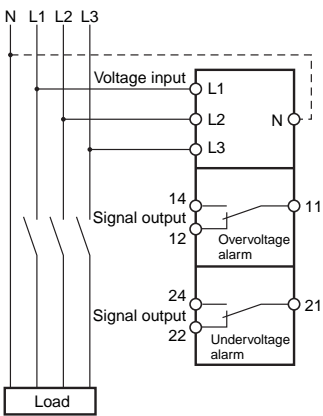 N L1 L2 L3
Voltage input
L1
L2
N
L3
14
11
Signal output
12
Overvoltage
alarm
24
21
Signal output
22
Undervoltage
alarm
Load